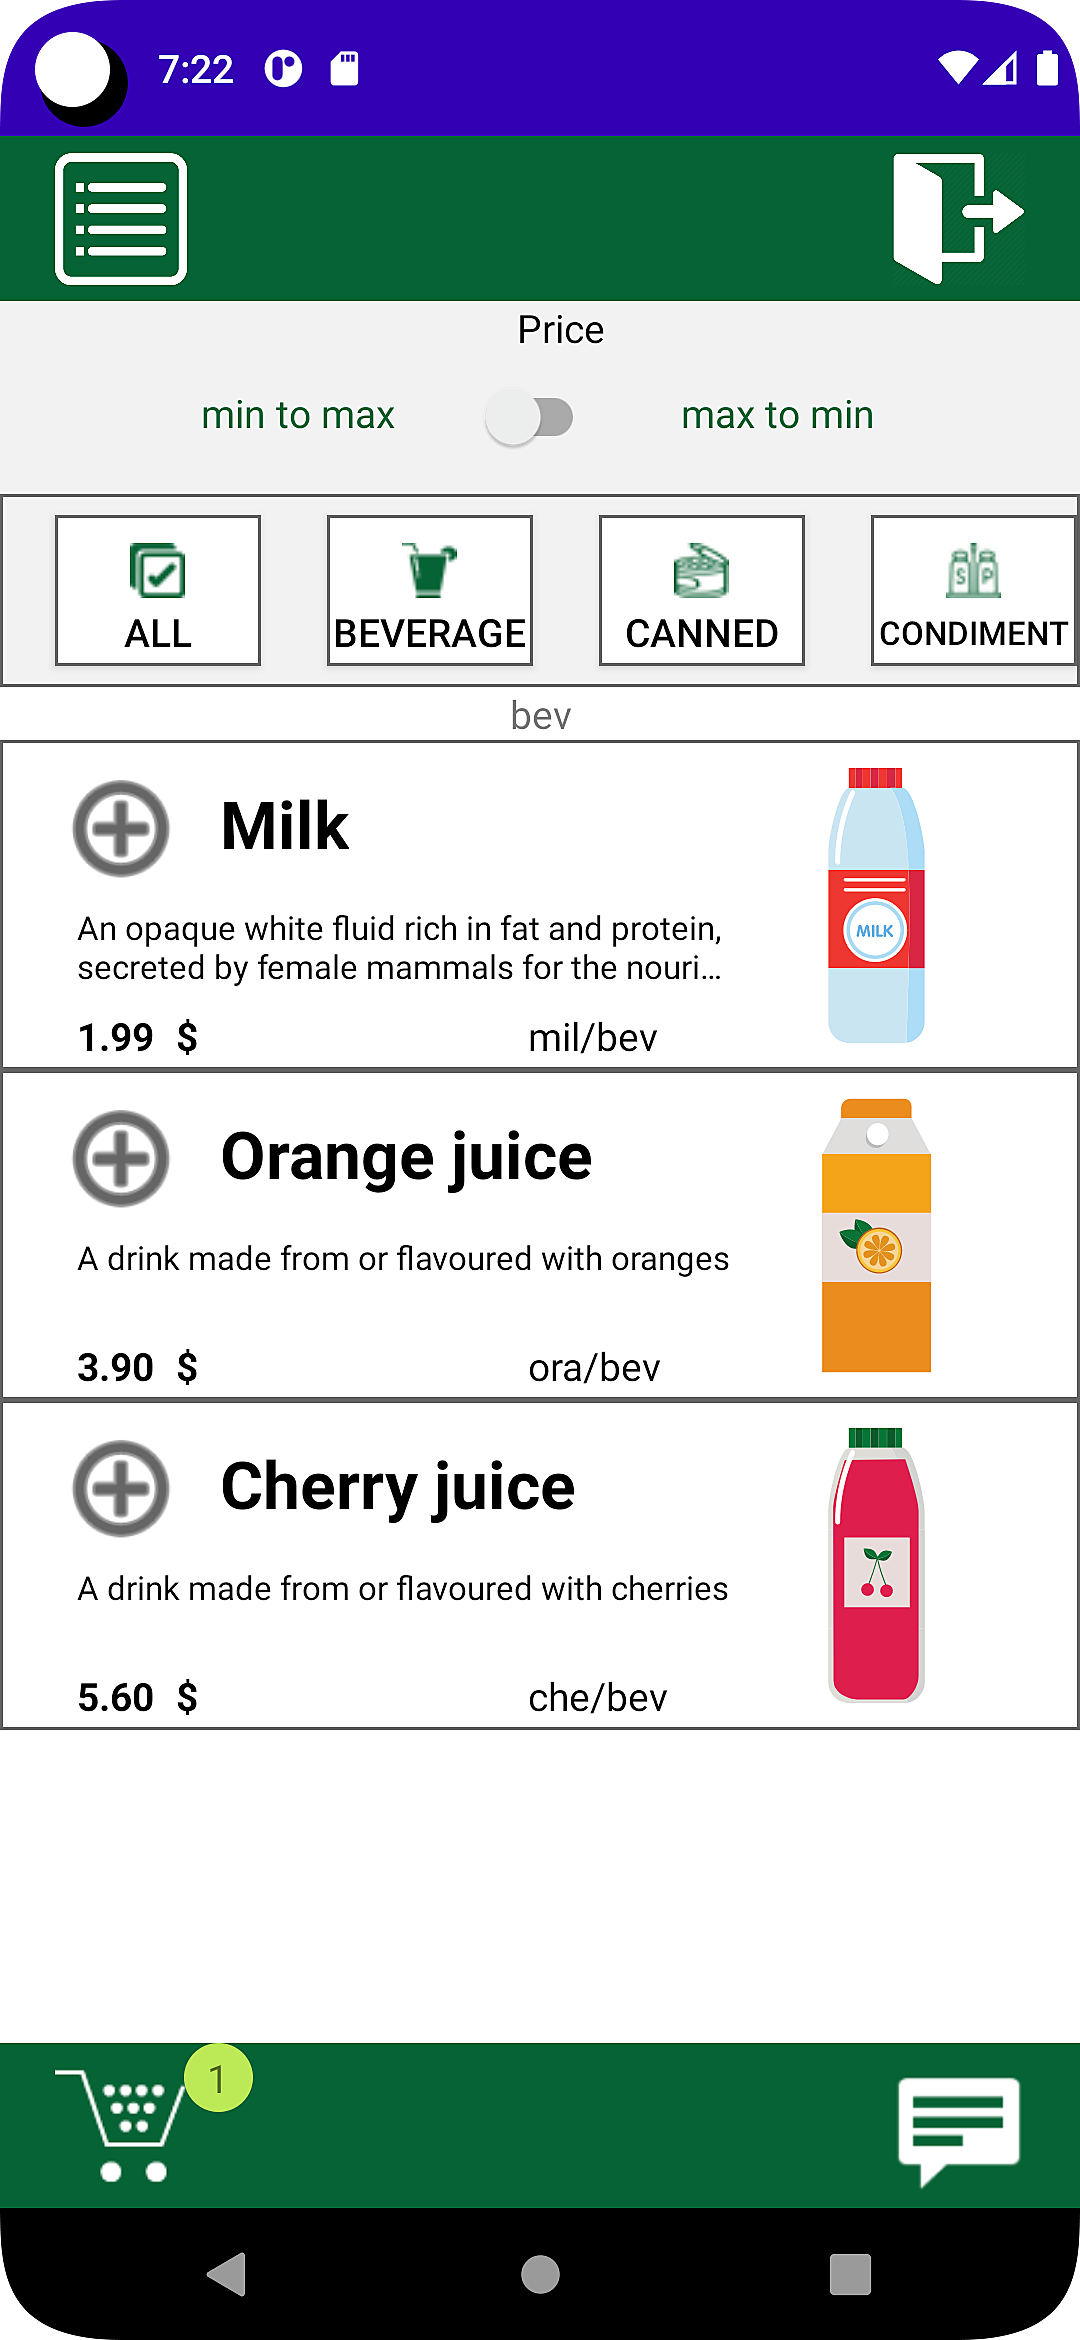 7:22
Price
min to max
max to min
ALL
BEVERAGE
CANNED
S P
CONDIMENT
bev
Milk
An opaque white fluid rich in fat and protein,
secreted by female mammals for the nouri...
1.99 $
mil/bev
MILK
Orange juice
A drink made from or flavoured with oranges
3.90 $
ora/bev
Cherry juice
A drink made from or flavoured with cherries
5.60 $
che/bev
1